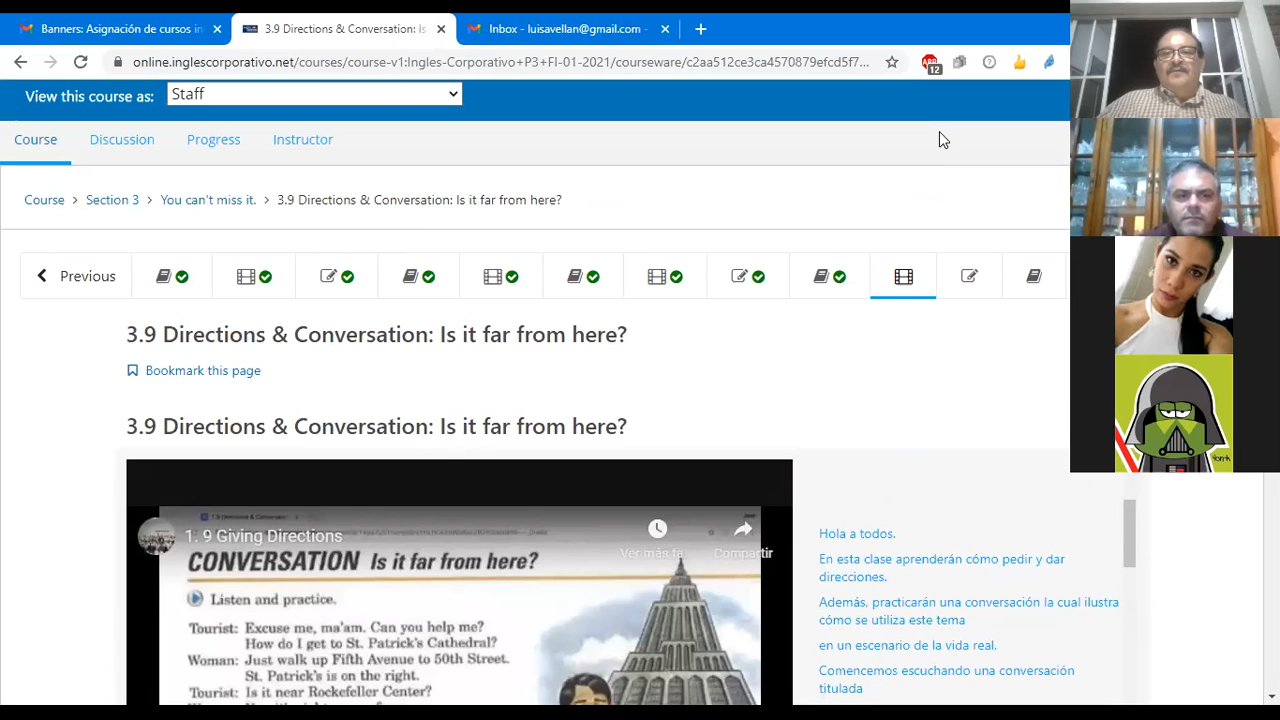 Banners: Asignación de cursos in
3.9 Directions & Conversation: Is
Inbox - luisavellan@gmail.com -
online.inglescorporativo.net/courses/course-v1:Ingles-Corporativo+P3+FI-01-2021/courseware/c2aa512ce3ca4570879efcd5f7...
ABP
12
View this course as:
Staff
Course
Discussion
Progress
Instructor
Course > Section 3 > You can't miss it. > 3.9 Directions & Conversation: Is it far from here?
Previous
3.9 Directions & Conversation: Is it far from here?
Bookmark this page
3.9 Directions & Conversation: Is it far from here?
1. 9 Giving Directions
Ver más ta
Compartir
CONVERSATION Is it far from here?
Listen and practice.
Tourist: Excuse me, ma'am. Can you help me?
How do I get to St. Patrick's Cathedral?
Woman: Just walk up Fifth Avenue to 50th Street.
St. Patrick's is on the right.
Tourist: Is it near Rockefeller Center?
Hola a todos.
En esta clase aprenderán cómo pedir y dar
direcciones.
Además, practicarán una conversación la cual ilustra
cómo se utiliza este tema
en un escenario de la vida real.
Comencemos escuchando una conversación
titulada